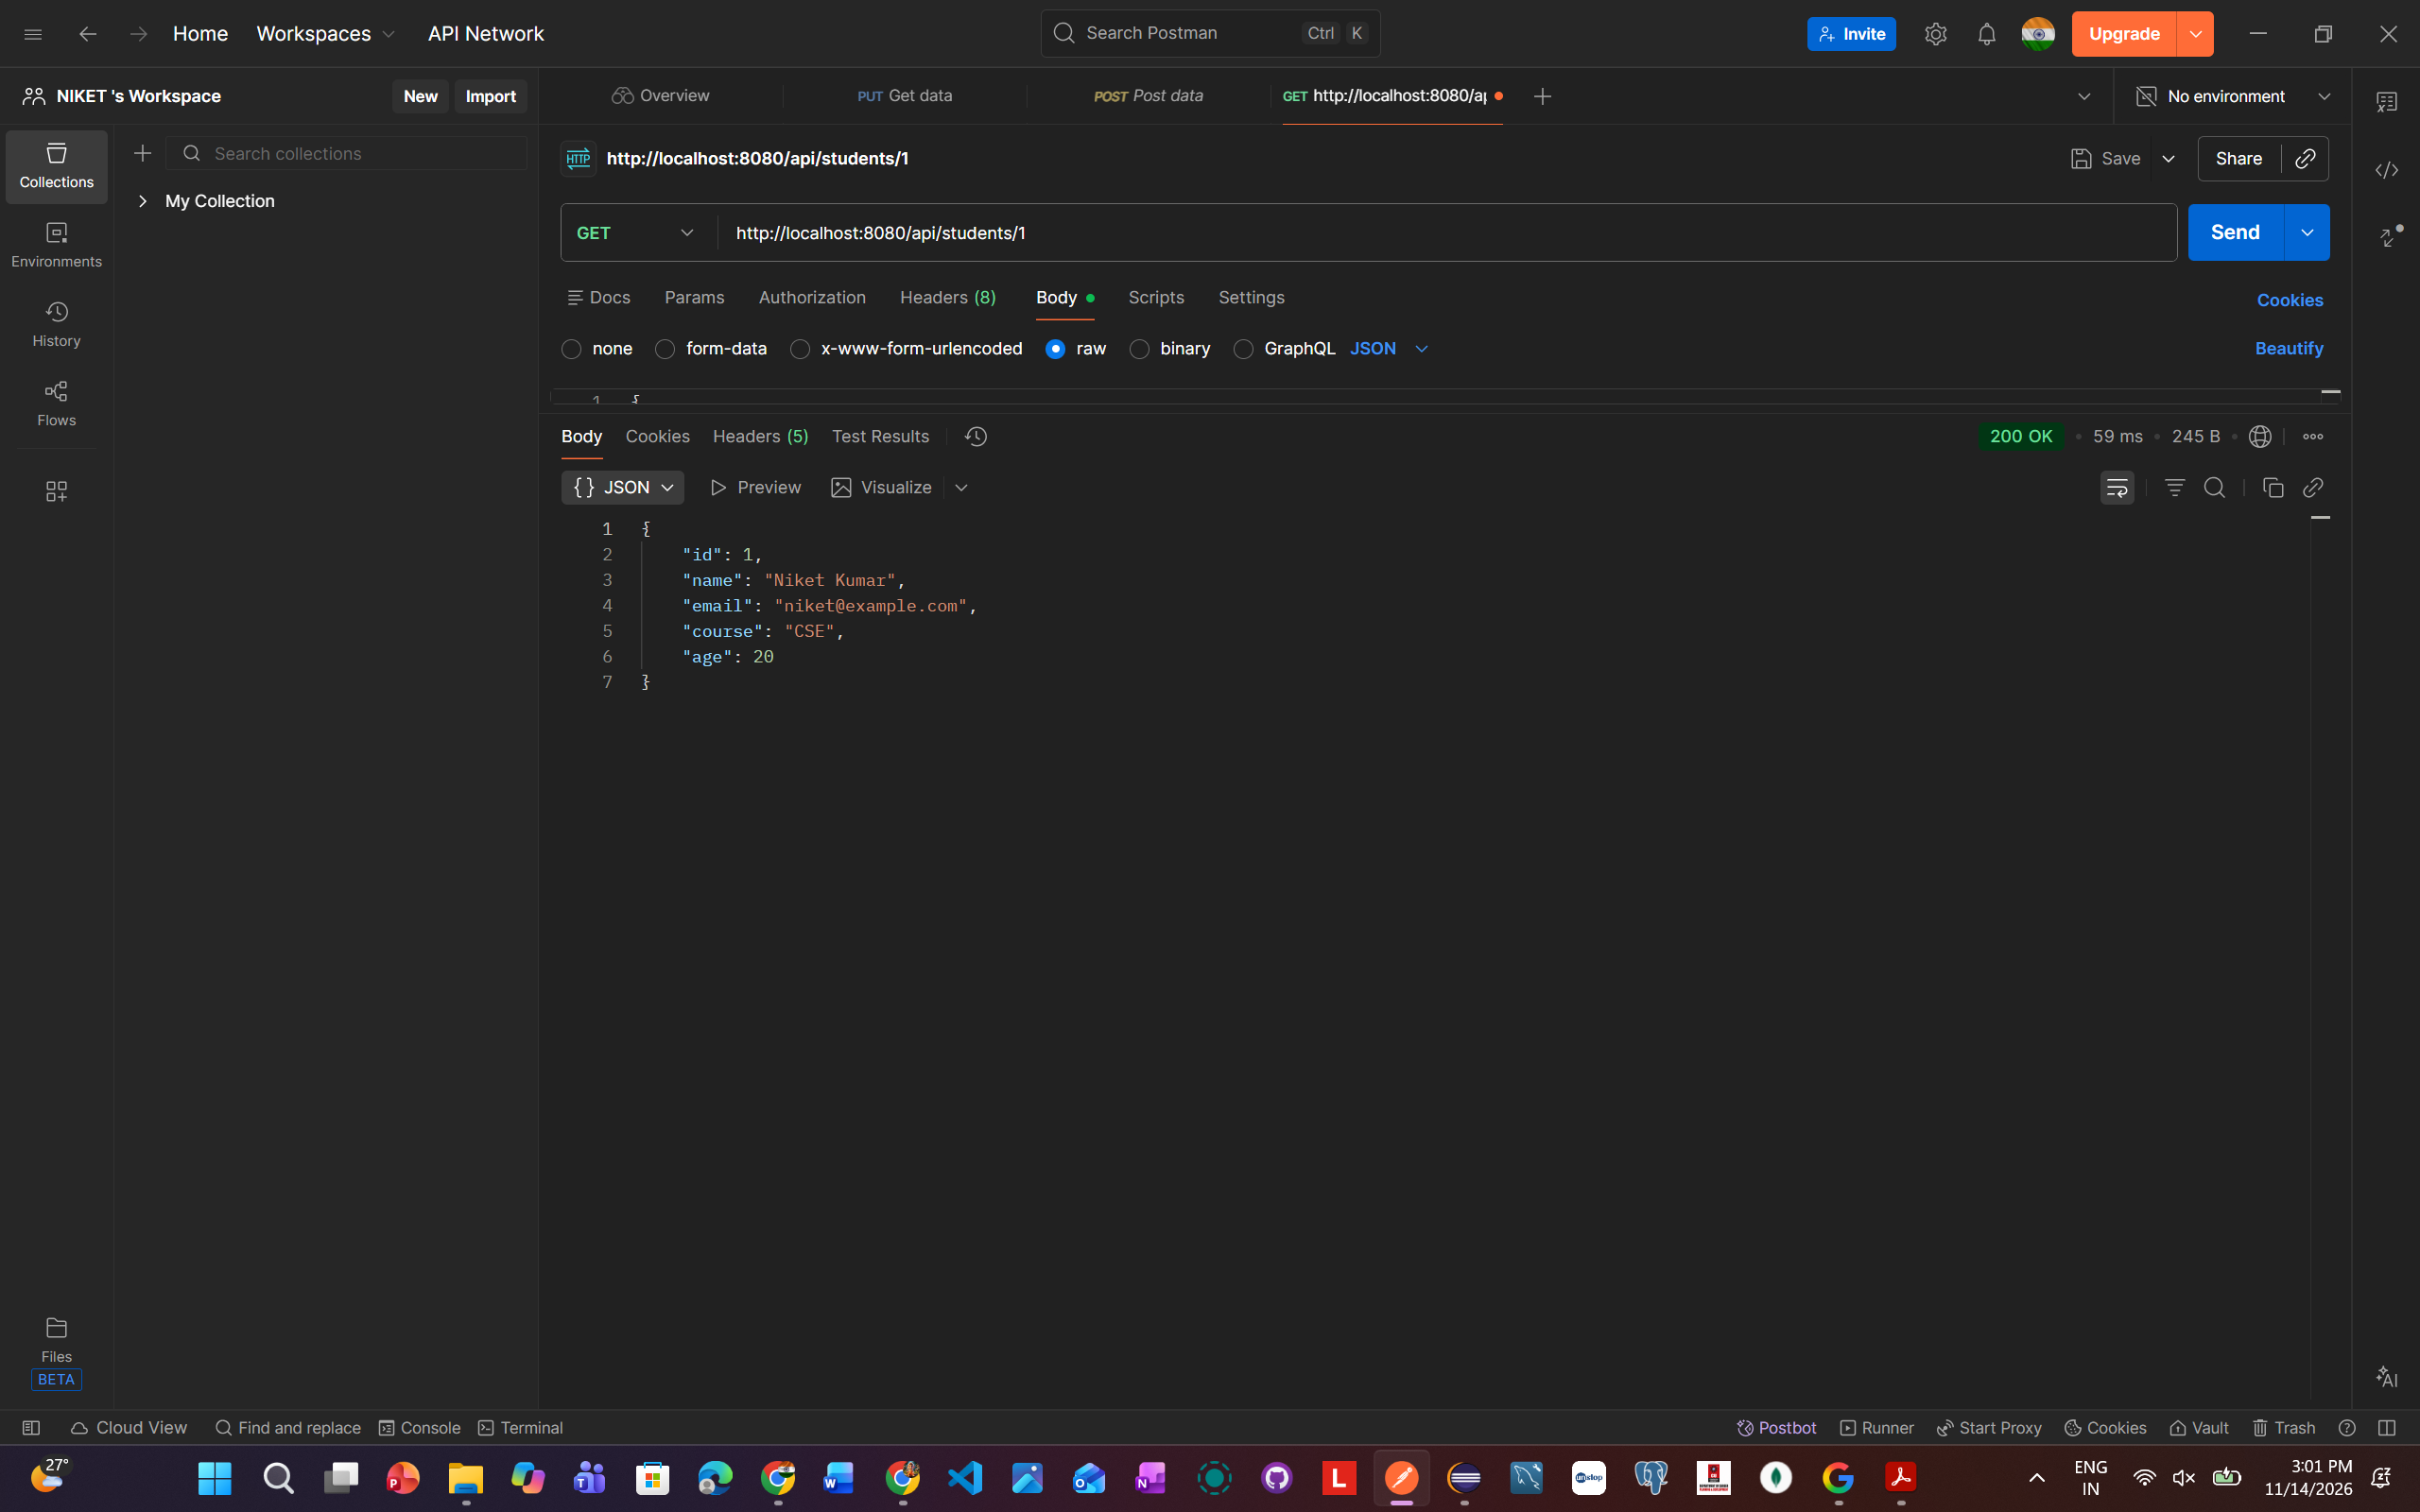 Home Workspaces API Network Search Postman Ctrl K Invite Upgrade
NIKET 's Workspace New Import Overview PUT Get data POST Post data GET http://localhost:8080/a No environment
Collections
Search collections
My Collection
Environments
History
Flows
Files
BETA
HTTP http://localhost:8080/api/students/1 Save Share
GET http://localhost:8080/api/students/1 Send
Docs Params Authorization Headers (8) Body Scripts Settings Cookies
none form-data x-www-form-urlencoded raw binary GraphQL JSON Beautify
1 {
Body Cookies Headers (5) Test Results 200 OK • 59 ms • 245 B
{} JSON Preview Visualize
1 {
2 "id": 1,
3 "name": "Niket Kumar",
4 "email": "niket@example.com",
5 "course": "CSE",
6 "age": 20
7 }
AI
Cloud View Find and replace Console Terminal Postbot Runner Start Proxy Cookies Vault Trash
27° ENG 3:01 PM
IN 11/14/2026